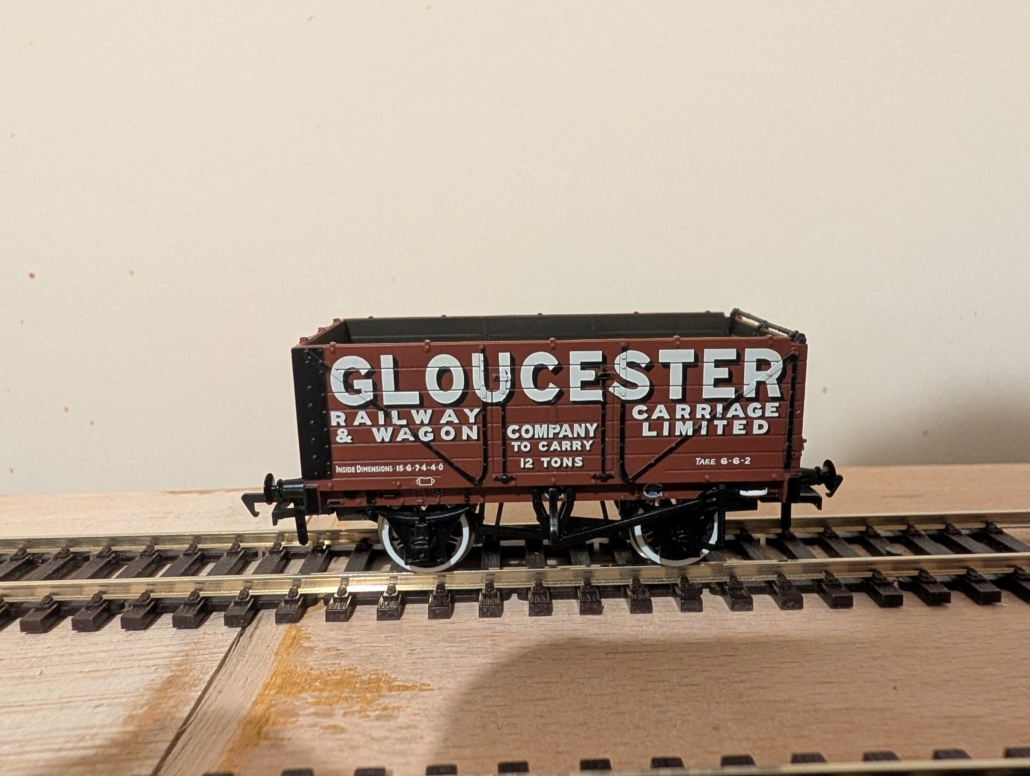 GLOUCESTER
RAILWAY
& WAGON
COMPANY
TO CARRY
12 TONS
CARRIAGE
LIMITED
INSIDE DIMENSIONS·15·6·7·4·4·0
TARE 6-6-2